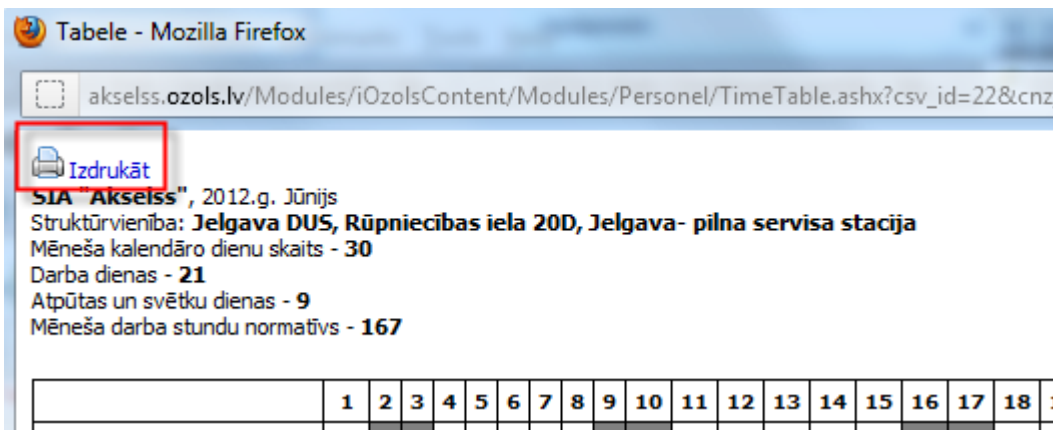 Tabele - Mozilla Firefox
akselss.ozols.lv/Modules/iOzolsContent/Modules/Personel/TimeTable.ashx?csv_id=22&cnz
Izdrukāt
SIA "Akselss", 2012.g. Jūnijs
Struktūrvienība: Jelgava DUS, Rūpniecības iela 20D, Jelgava- pilna servisa stacija
Mēneša kalendāro dienu skaits - 30
Darba dienas - 21
Atpūtas un svētku dienas - 9
Mēneša darba stundu normatīvs - 167
1 2 3 4 5 6 7 8 9 10 11 12 13 14 15 16 17 18